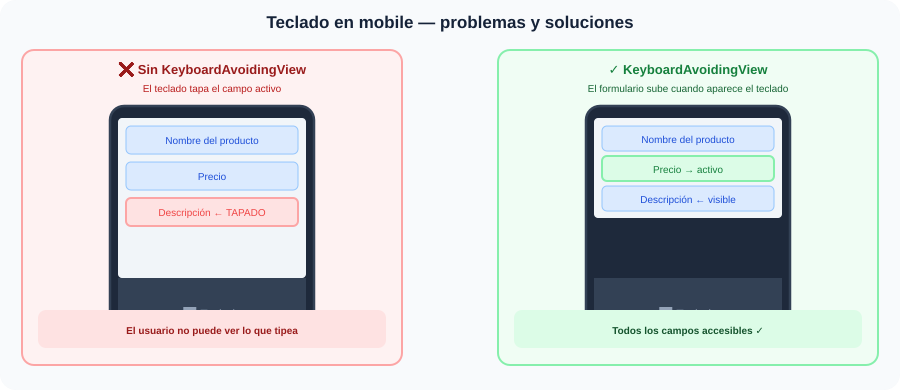 Teclado en mobile — problemas y soluciones
❌ Sin KeyboardAvoidingView
El teclado tapa el campo activo
Nombre del producto
Precio
Descripción ← TAPADO
El usuario no puede ver lo que tipea
✓ KeyboardAvoidingView
El formulario sube cuando aparece el teclado
Nombre del producto
Precio → activo
Descripción ← visible
Todos los campos accesibles ✓